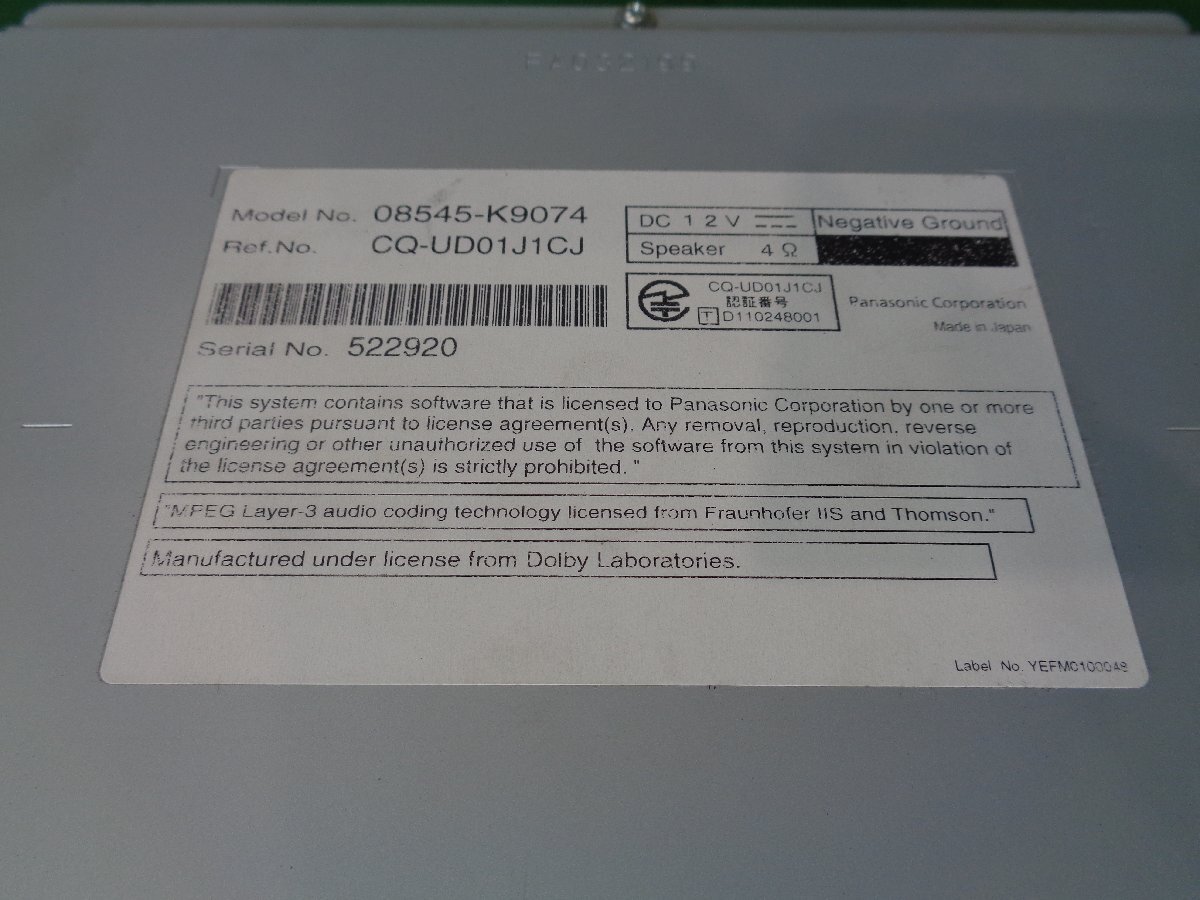 Model No. 08545-K9074
Ref.No. CQ-UD01J1CJ
DC 12V
Negative Ground
Speaker 4Ω
CQ-UD01J1CJ
認証番号
T D110248001
Panasonic Corporation
Made in Japan
Serial No. 522920
"This system contains software that is licensed to Panasonic Corporation by one or more
third parties pursuant to license agreement(s). Any removal, reproduction, reverse
engineering or other unauthorized use of the software from this system in violation of
the license agreement(s) is strictly prohibited. "
"MPEG Layer-3 audio coding technology licensed from Fraunhofer IIS and Thomson."
Manufactured under license from Dolby Laboratories.
Label No. YEFM0100048